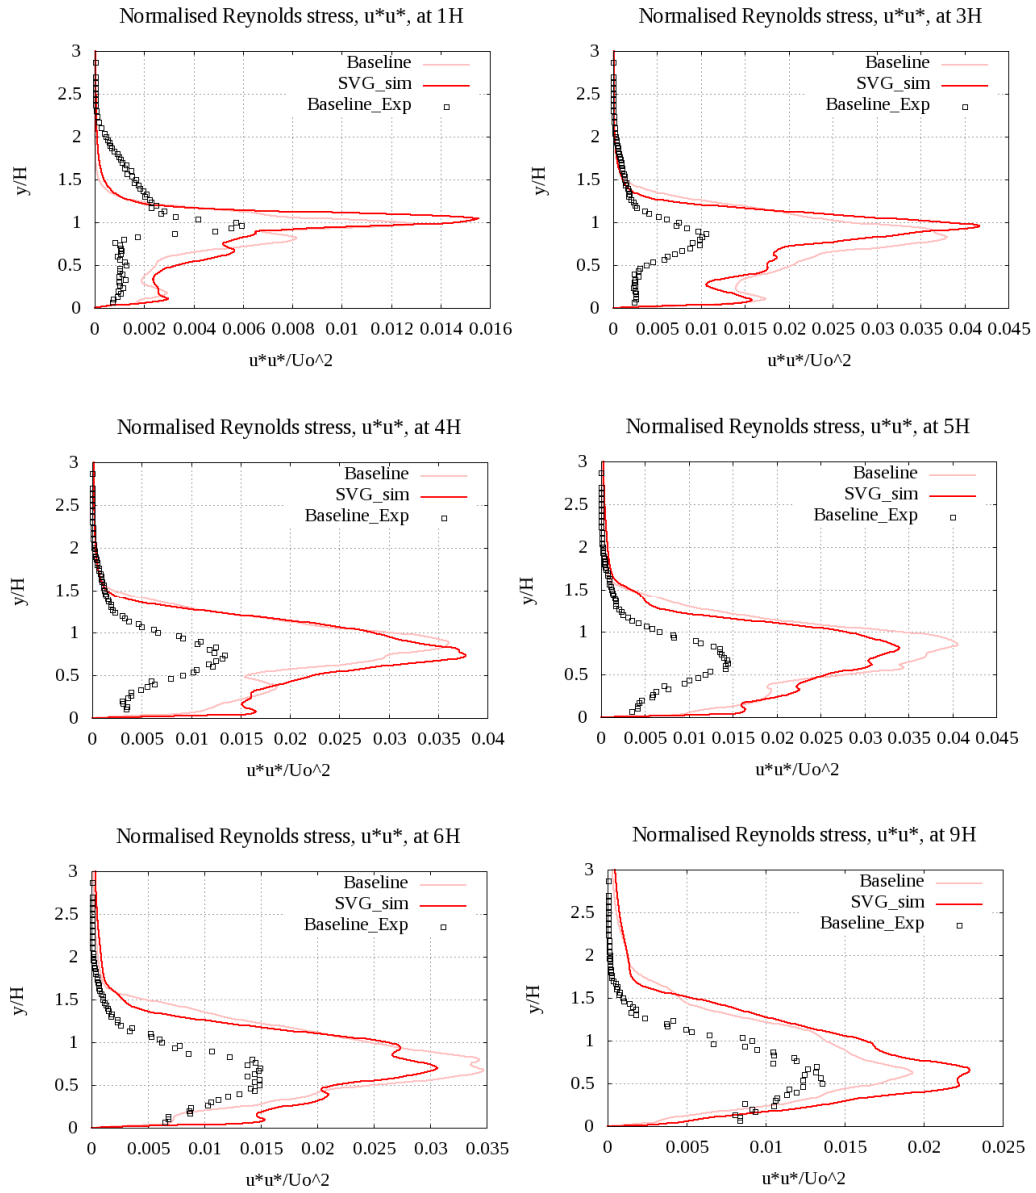 Normalised Reynolds stress, u*u*, at 1H
3
2.5
2
1.5
1
0.5
0
y/H
Baseline
SVG_sim
Baseline_Exp
0 0.002 0.004 0.006 0.008 0.01 0.012 0.014 0.016
u*u*/Uo^2
Normalised Reynolds stress, u*u*, at 3H
3
2.5
2
1.5
1
0.5
0
y/H
Baseline
SVG_sim
Baseline_Exp
0 0.005 0.01 0.015 0.02 0.025 0.03 0.035 0.04 0.045
u*u*/Uo^2
Normalised Reynolds stress, u*u*, at 4H
3
2.5
2
1.5
1
0.5
0
y/H
Baseline
SVG_sim
Baseline_Exp
0 0.005 0.01 0.015 0.02 0.025 0.03 0.035 0.04
u*u*/Uo^2
Normalised Reynolds stress, u*u*, at 5H
3
2.5
2
1.5
1
0.5
0
y/H
Baseline
SVG_sim
Baseline_Exp
0 0.005 0.01 0.015 0.02 0.025 0.03 0.035 0.04 0.045
u*u*/Uo^2
Normalised Reynolds stress, u*u*, at 6H
3
2.5
2
1.5
1
0.5
0
y/H
Baseline
SVG_sim
Baseline_Exp
0 0.005 0.01 0.015 0.02 0.025 0.03 0.035
u*u*/Uo^2
Normalised Reynolds stress, u*u*, at 9H
3
2.5
2
1.5
1
0.5
0
y/H
Baseline
SVG_sim
Baseline_Exp
0 0.005 0.01 0.015 0.02 0.025
u*u*/Uo^2